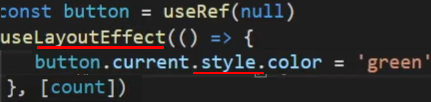 const button = useRef(null)
useLayoutEffect(() => {
button.current.style.color = 'green'
}, [count])